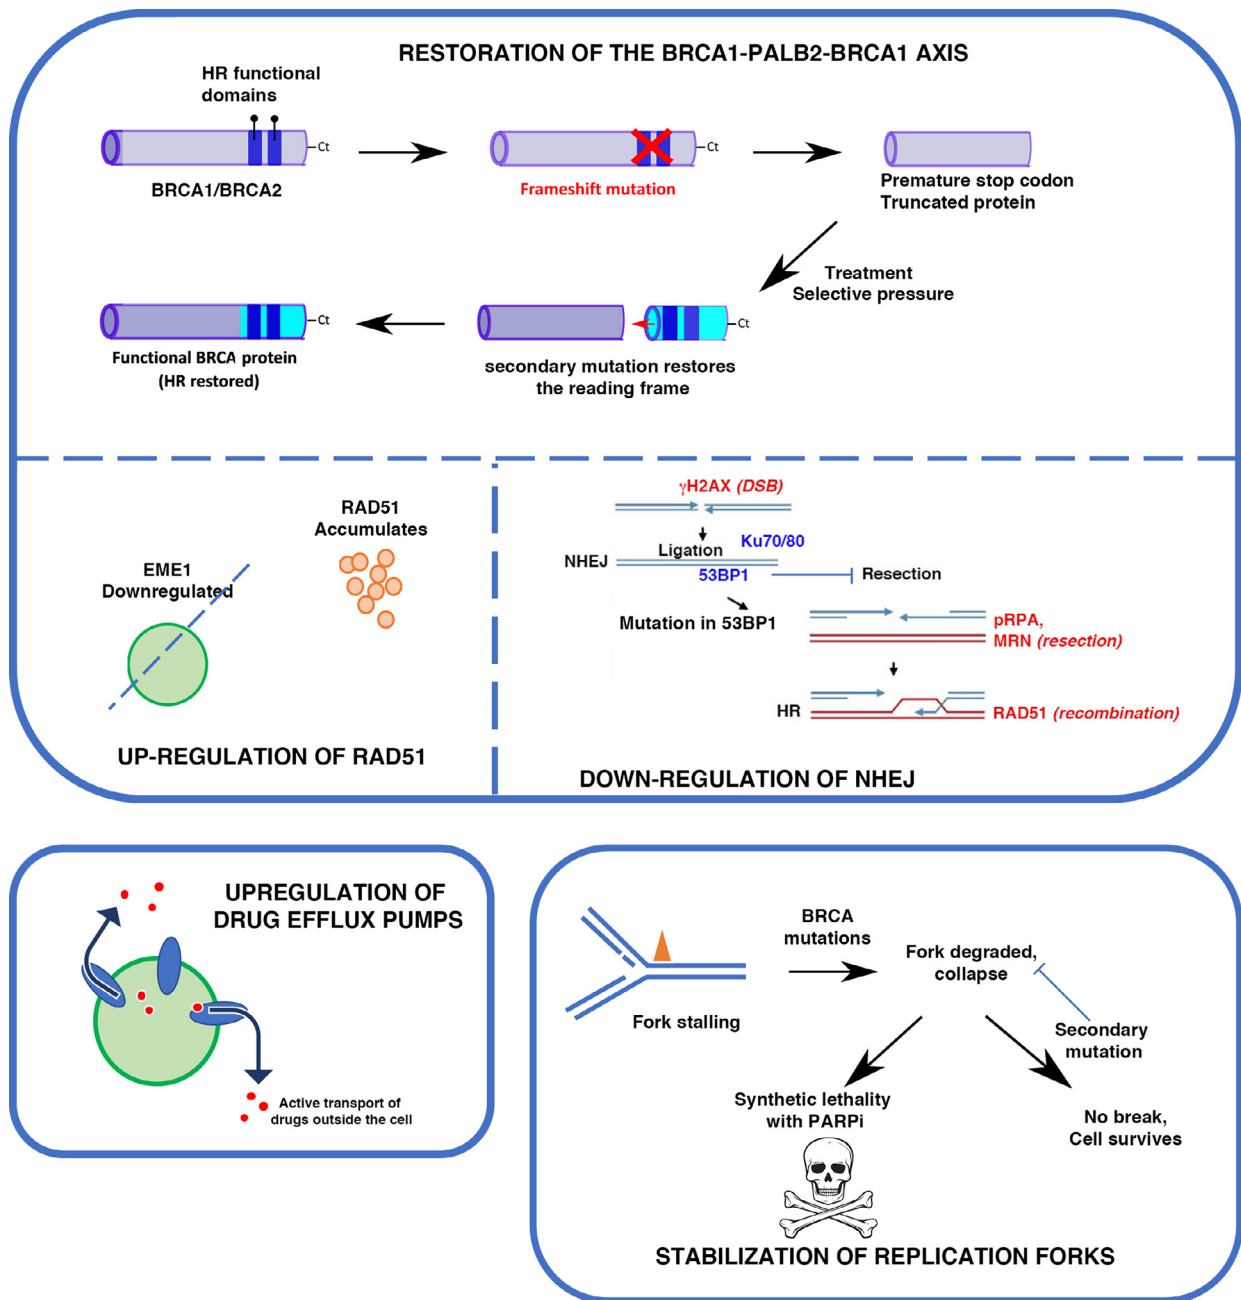 RESTORATION OF THE BRCA1-PALB2-BRCA1 AXIS
HR functional
domains
Ct
BRCA1/BRCA2
Ct
Frameshift mutation
Premature stop codon
Truncated protein
Treatment
Selective pressure
Ct
Functional BRCA protein
(HR restored)
Ct
secondary mutation restores
the reading frame
RAD51
Accumulates
EME1
Downregulated
UP-REGULATION OF RAD51
γH2AX (DSB)
Ku70/80
Ligation
NHEJ
53BP1
Resection
Mutation in 53BP1
pRPA,
MRN (resection)
HR
RAD51 (recombination)
DOWN-REGULATION OF NHEJ
UPREGULATION OF
DRUG EFFLUX PUMPS
Active transport of
drugs outside the cell
BRCA
mutations
Fork degraded,
collapse
Fork stalling
Secondary
mutation
Synthetic lethality
with PARPi
No break,
Cell survives
STABILIZATION OF REPLICATION FORKS